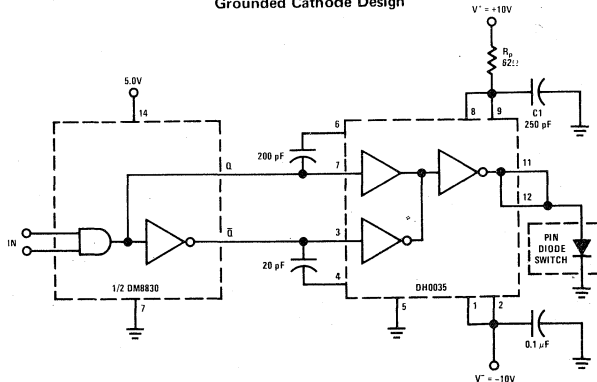 Grounded Cathode Design
V⁺ = +10V
Rp
62Ω
5.0V
14
6
8
9
C1
250 pF
200 pF
Q
7
11
12
IN
Q̅
3
20 pF
4
PIN
DIODE
SWITCH
1/2 DM8830
DH0035
7
5
1
2
0.1 μF
V⁻ = –10V